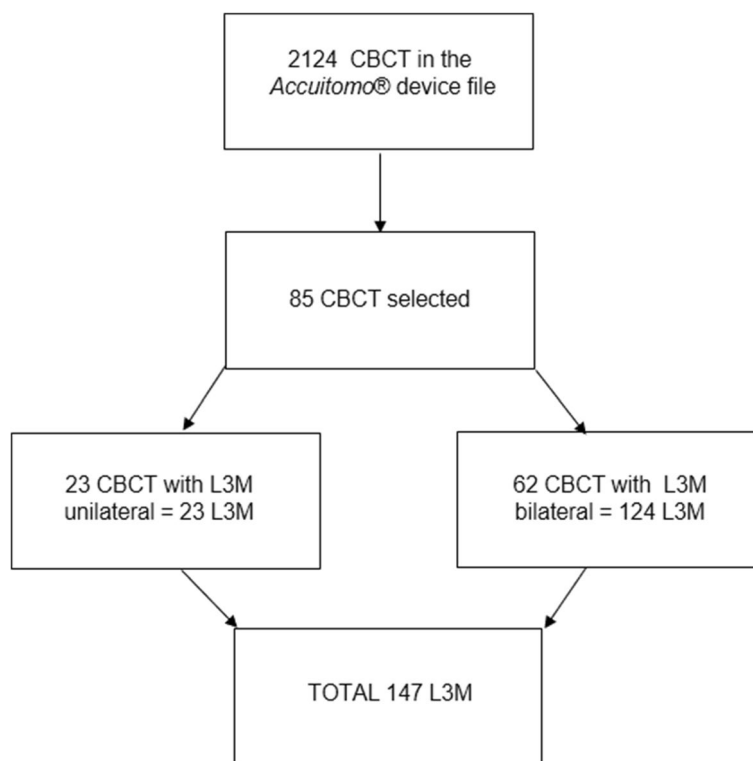 2124 CBCT in the
Accuitomo® device file
85 CBCT selected
23 CBCT with L3M
unilateral = 23 L3M
62 CBCT with L3M
bilateral = 124 L3M
TOTAL 147 L3M